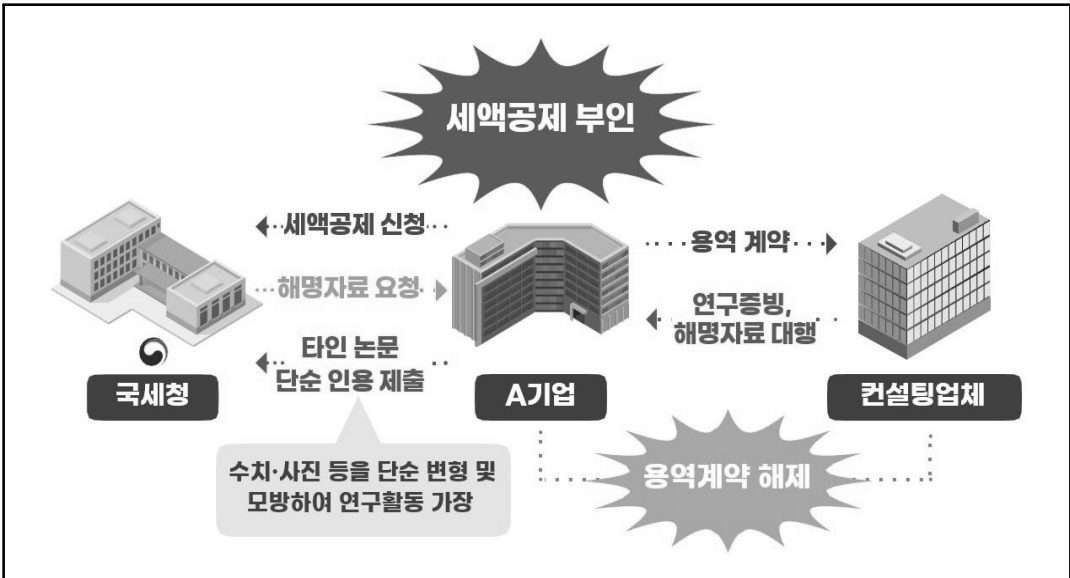 세액공제 부인
세액공제 신청
용역 계약
해명자료 요청
연구증빙,
해명자료 대행
타인 논문
단순 인용 제출
국세청
A기업
컨설팅업체
수치·사진 등을 단순 변형 및
모방하여 연구활동 가장
용역계약 해제